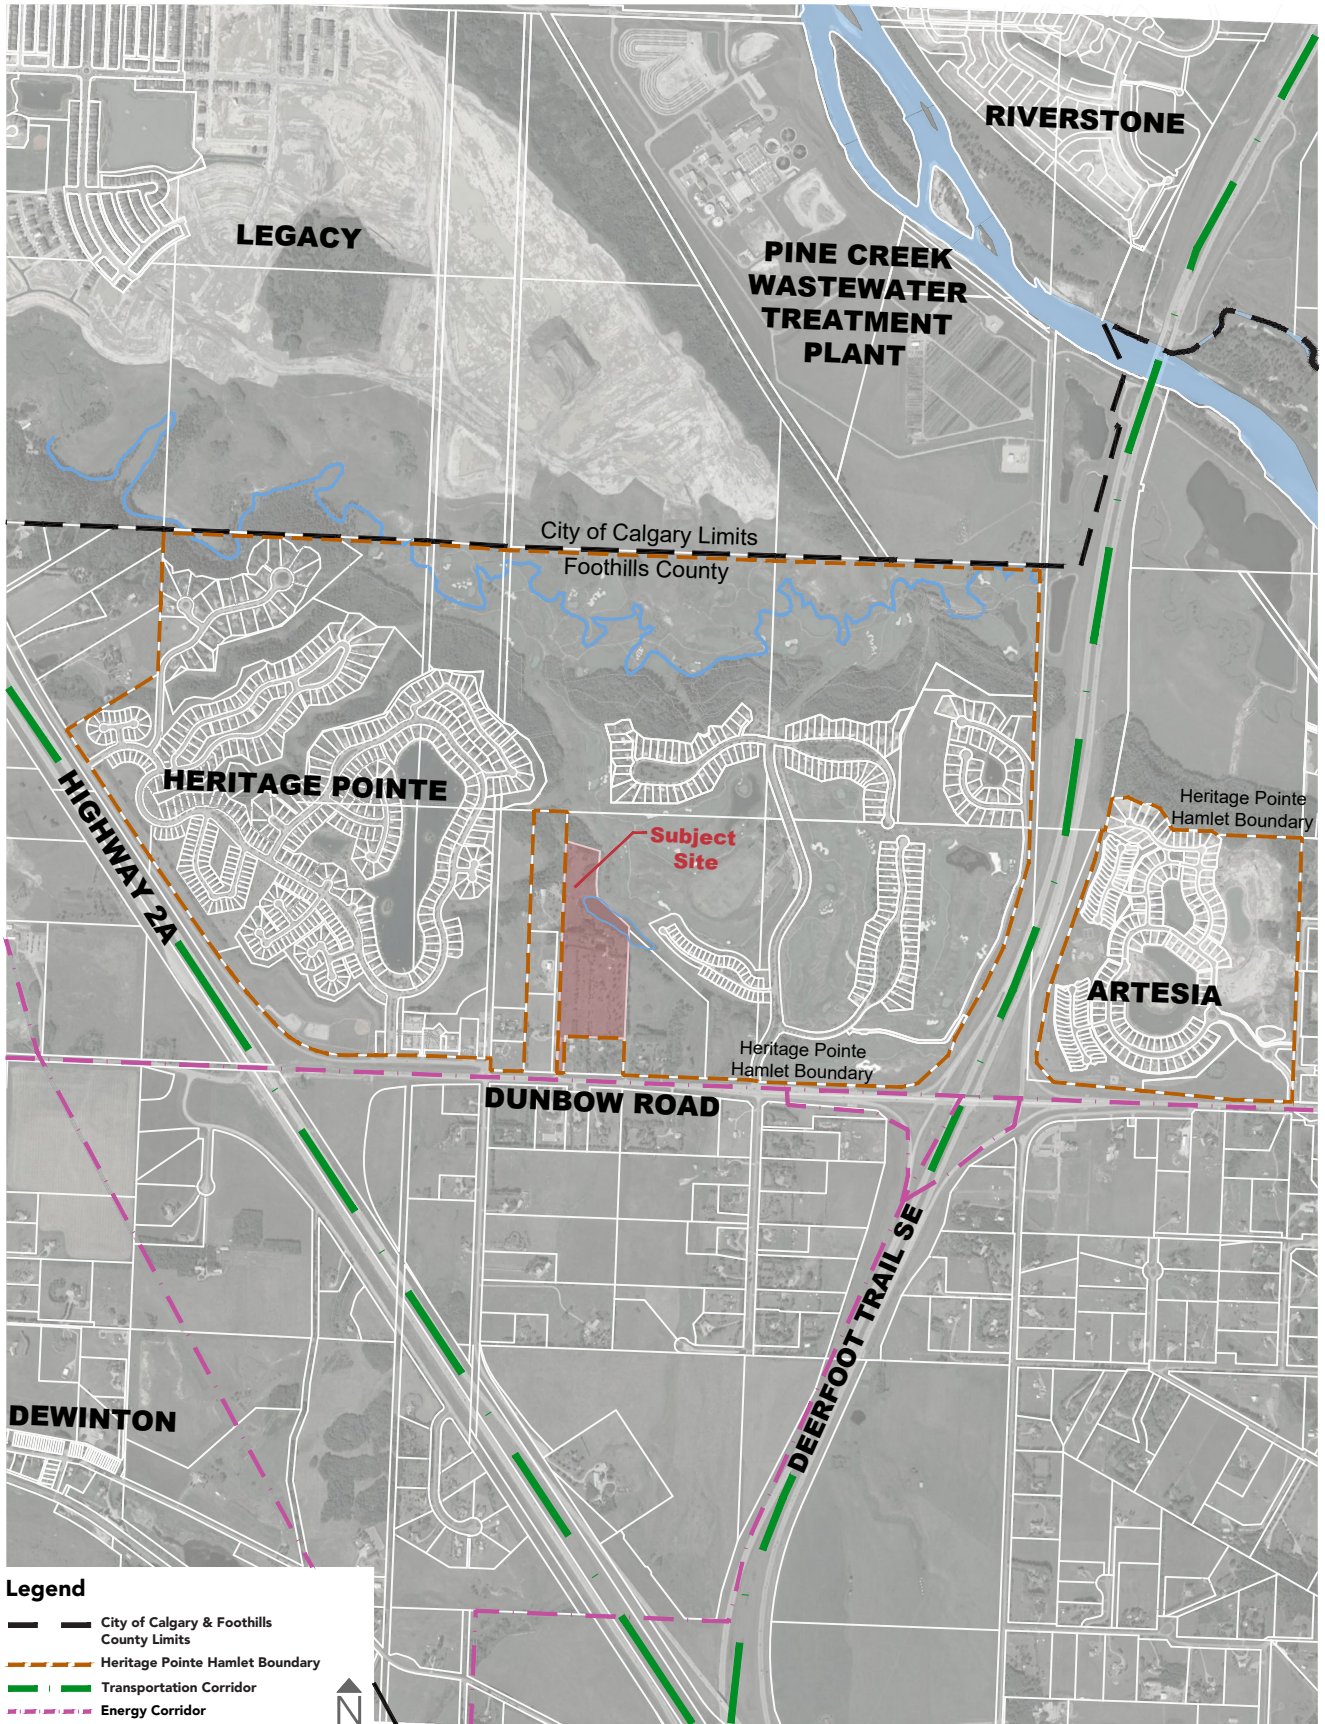 RIVERSTONE
LEGACY
PINE CREEK
WASTEWATER
TREATMENT
PLANT
City of Calgary Limits
Foothills County
HERITAGE POINTE
HIGHWAY 2A
Subject
Site
Heritage Pointe
Hamlet Boundary
ARTESIA
Heritage Pointe
Hamlet Boundary
DUNBOW ROAD
DEERFOOT TRAIL SE
DEWINTON
Legend
City of Calgary & Foothills
County Limits
Heritage Pointe Hamlet Boundary
Transportation Corridor
Energy Corridor
N